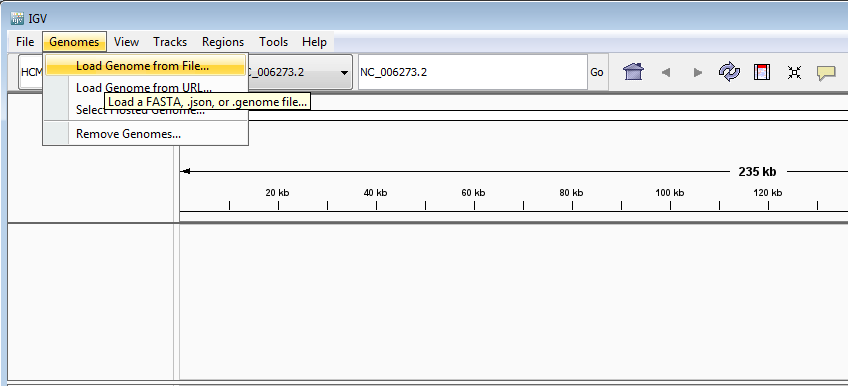 IGV
File Genomes View Tracks Regions Tools Help
Load Genome from File...
HCM
C_006273.2
NC_006273.2
Go
Load Genome from URL...
Load a FASTA, .json, or .genome file...
Select Hosted Genome...
Remove Genomes...
235 kb
20 kb 40 kb 60 kb 80 kb 100 kb 120 kb